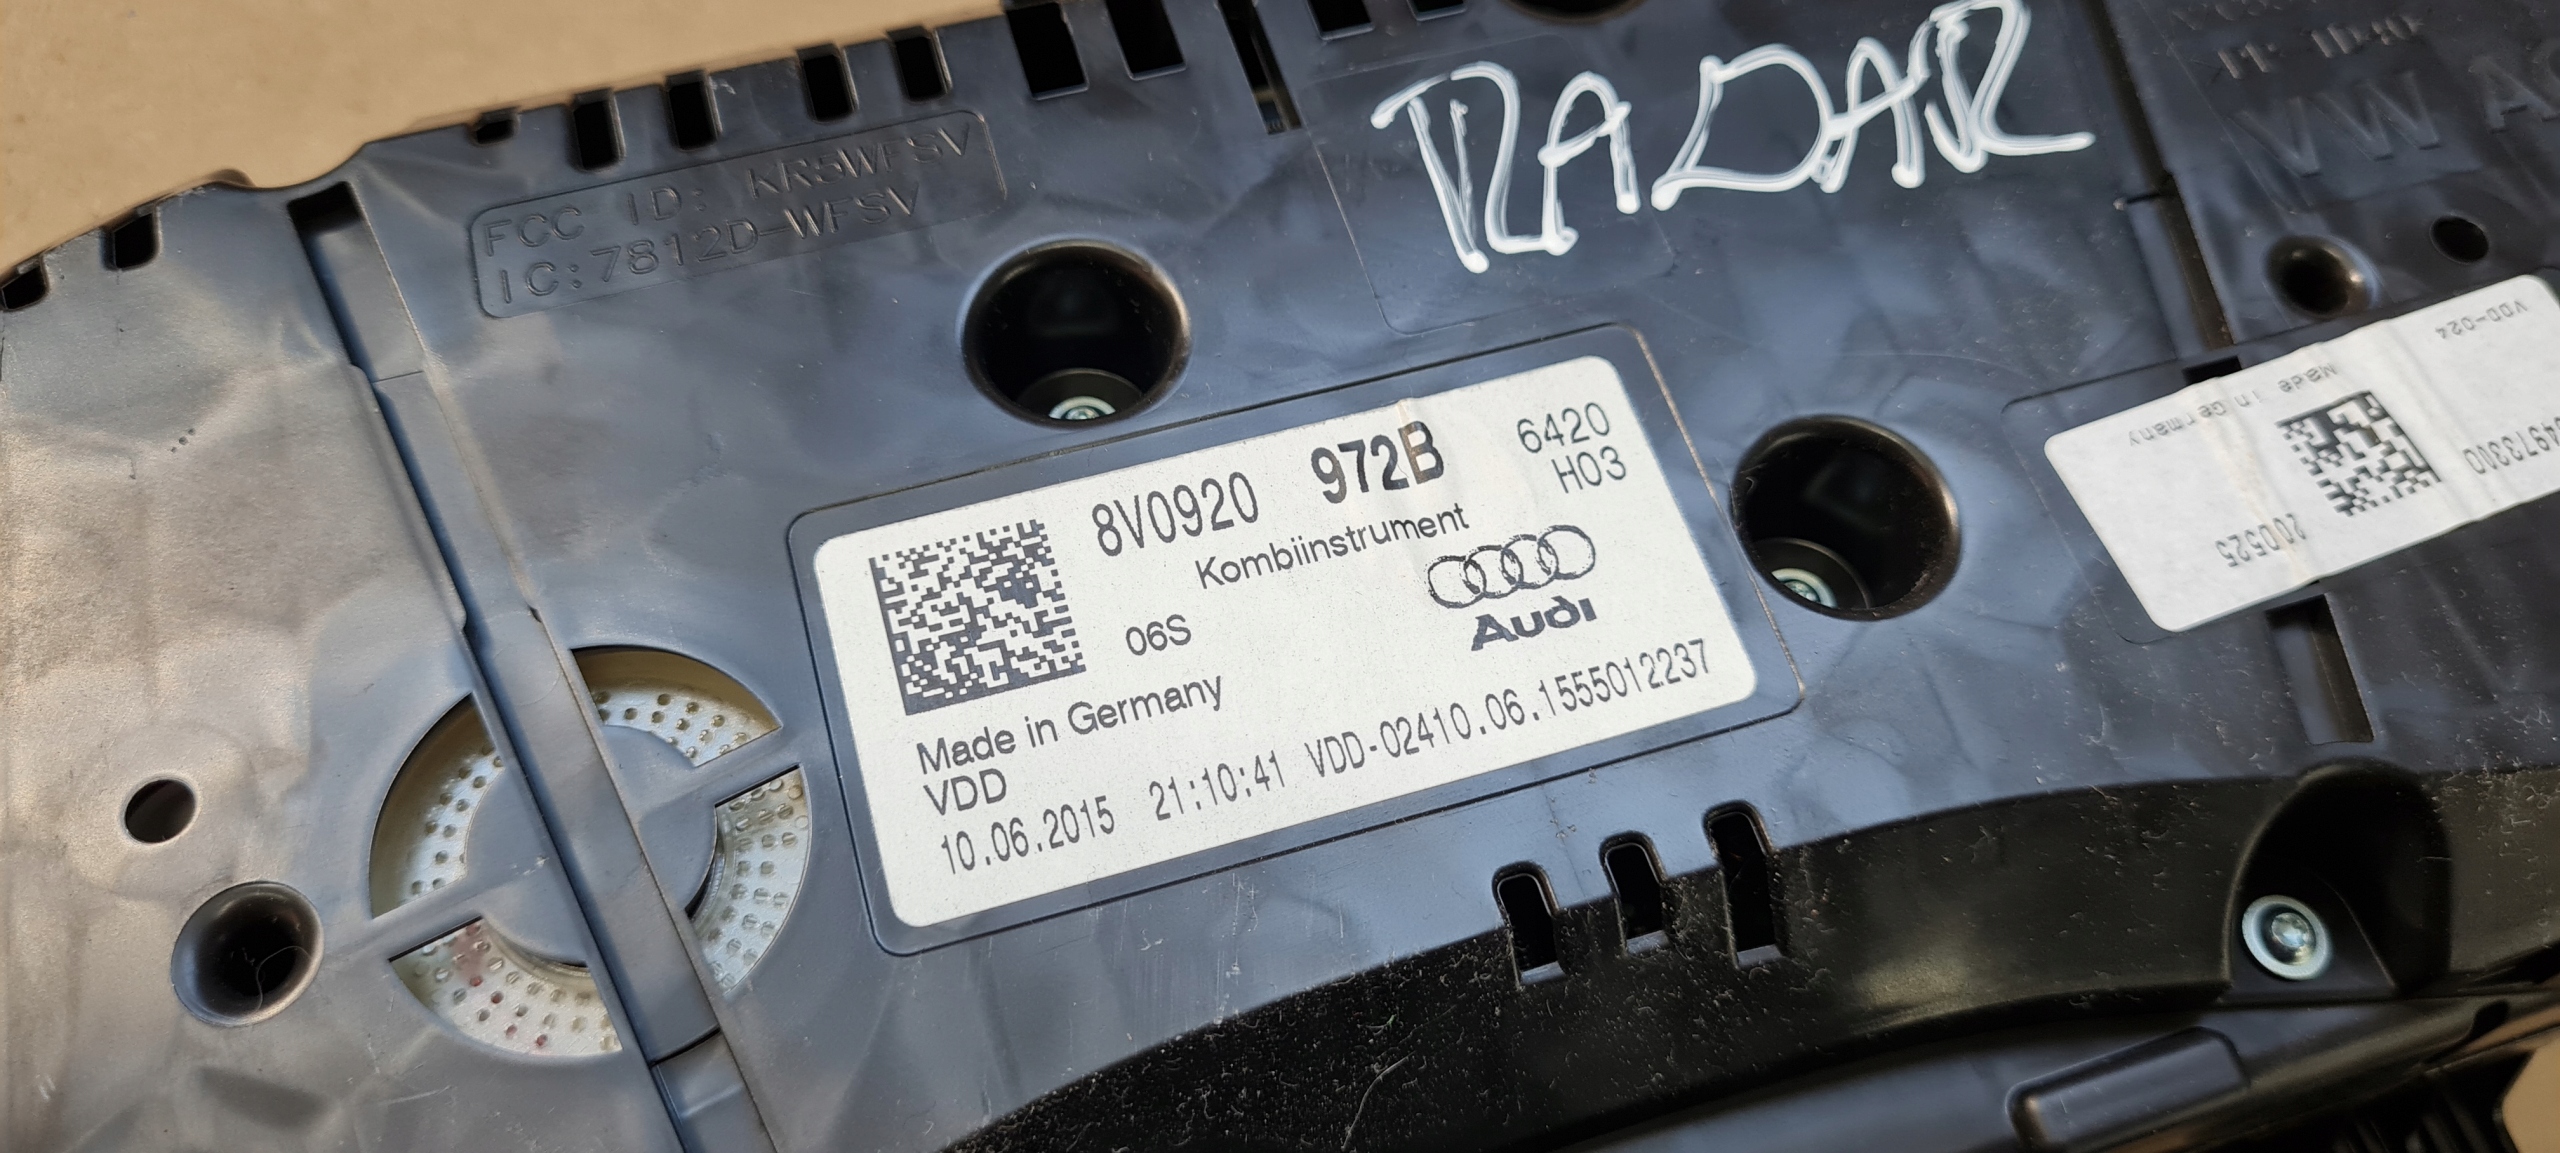 RADAR
FCC ID: KR5WFSV
IC:7812D-WFSV
VW
8V0920 972B 6420
H03
Kombiinstrument
06S
Audi
Made in Germany
VDD
10.06.2015 21:10:41 VDD-02410.06.1555012237
VDD-024
Made in Germany
200525